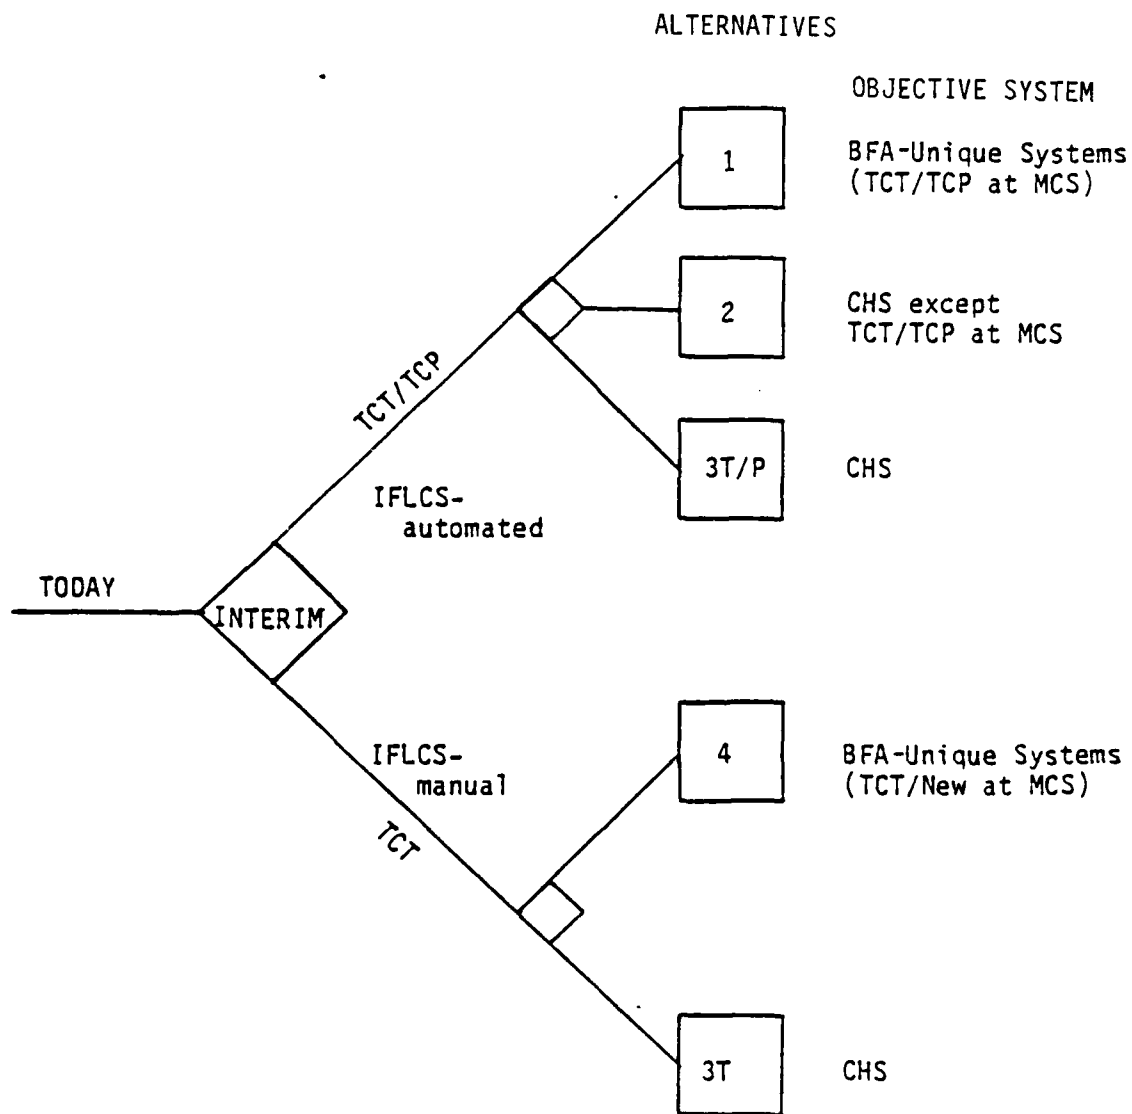 ALTERNATIVES
OBJECTIVE SYSTEM
1
BFA-Unique Systems
(TCT/TCP at MCS)
2
CHS except
TCT/TCP at MCS
TCT/TCP
3T/P
CHS
IFLCS-
automated
TODAY
INTERIM
IFLCS-
manual
4
BFA-Unique Systems
(TCT/New at MCS)
TCT
3T
CHS